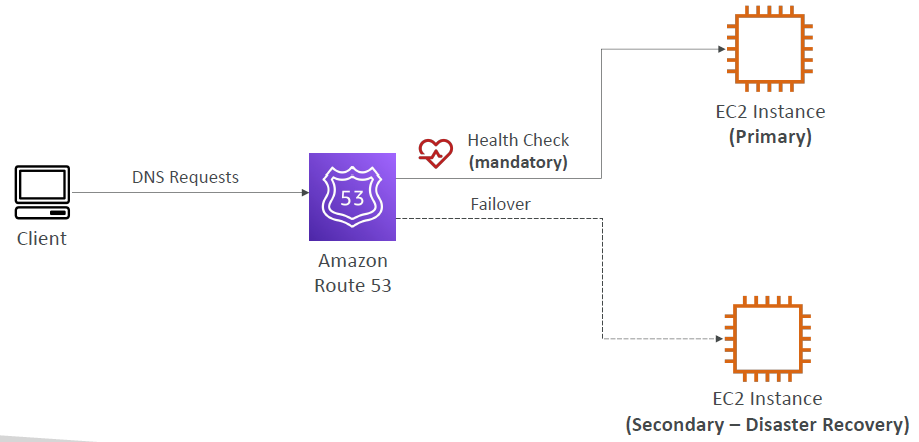 EC2 Instance
(Primary)
Health Check
(mandatory)
DNS Requests
53
Failover
Client
Amazon
Route 53
EC2 Instance
(Secondary – Disaster Recovery)